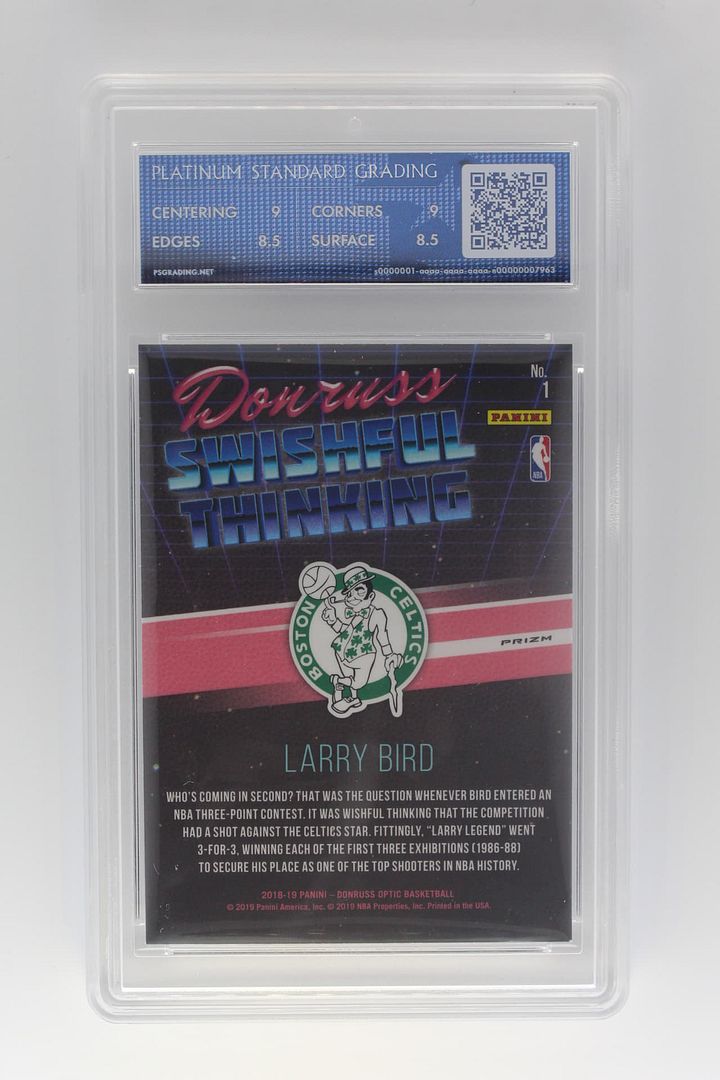 PLATINUM STANDARD GRADING
CENTERING 9 CORNERS 9
EDGES 8.5 SURFACE 8.5
PSGRADING.NET s0000001-aaaa-aaaa-aaaa-n00000007963
Donruss
SWISHFUL
THINKING
No.
1
PANINI
NBA
BOSTON CELTICS
PRIZM
LARRY BIRD
WHO'S COMING IN SECOND? THAT WAS THE QUESTION WHENEVER BIRD ENTERED AN
NBA THREE-POINT CONTEST. IT WAS WISHFUL THINKING THAT THE COMPETITION
HAD A SHOT AGAINST THE CELTICS STAR. FITTINGLY, “LARRY LEGEND” WENT
3-FOR-3, WINNING EACH OF THE FIRST THREE EXHIBITIONS (1986-88)
TO SECURE HIS PLACE AS ONE OF THE TOP SHOOTERS IN NBA HISTORY.
2018-19 PANINI – DONRUSS OPTIC BASKETBALL
© 2019 Panini America, Inc. © 2019 NBA Properties, Inc. Printed in the USA.